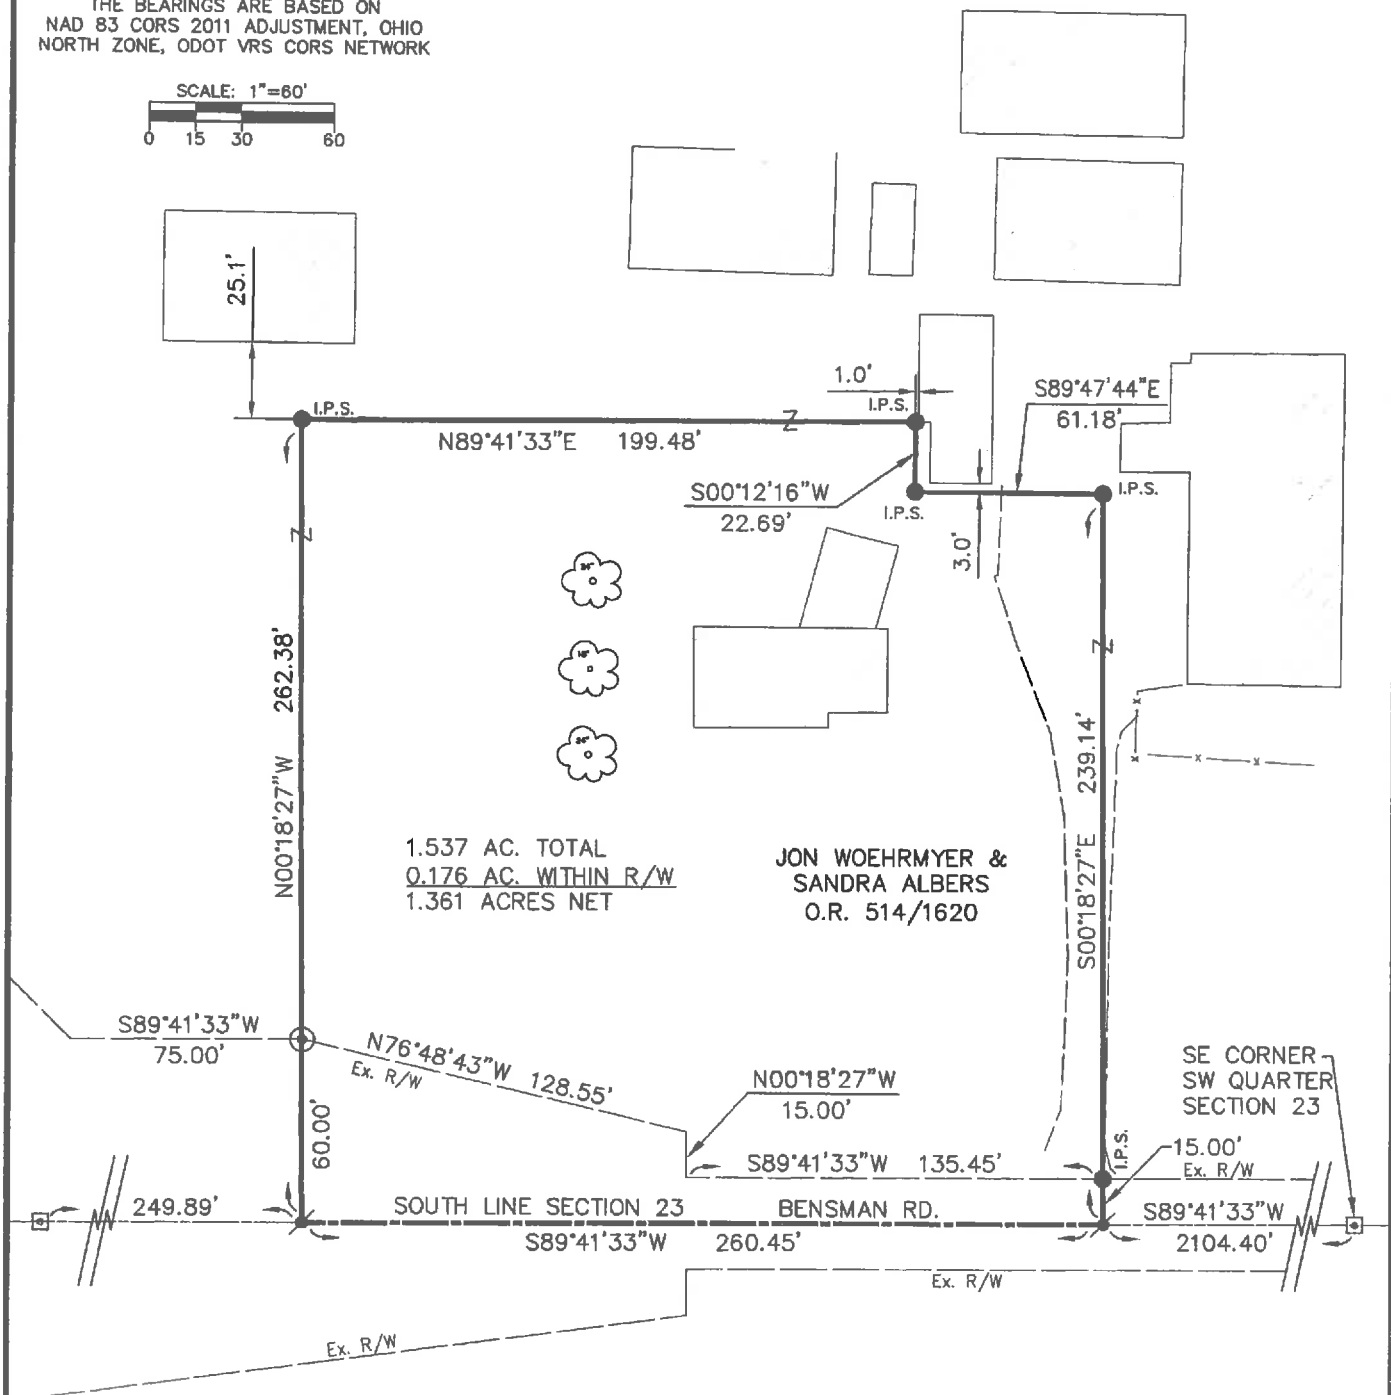 THE BEARINGS ARE BASED ON
NAD 83 CORS 2011 ADJUSTMENT, OHIO
NORTH ZONE, ODOT VRS CORS NETWORK
SCALE: 1"=60'
0 15 30 60
25.1'
I.P.S.
N89°41'33"E 199.48'
1.0'
I.P.S.
S89°47'44"E
61.18'
S00°12'16"W
22.69'
I.P.S.
I.P.S.
3.0'
N00°18'27"W 262.38'
S00°18'27"E 239.14'
1.537 AC. TOTAL
0.176 AC. WITHIN R/W
1.361 ACRES NET
JON WOEHRMYER &
SANDRA ALBERS
O.R. 514/1620
S89°41'33"W
75.00'
N76°48'43"W 128.55'
Ex. R/W
N00°18'27"W
15.00'
SE CORNER
SW QUARTER
SECTION 23
60.00'
S89°41'33"W 135.45'
I.P.S.
15.00'
Ex. R/W
249.89'
SOUTH LINE SECTION 23 BENSMAN RD.
S89°41'33"W 260.45'
S89°41'33"W
2104.40'
Ex. R/W
Ex. R/W